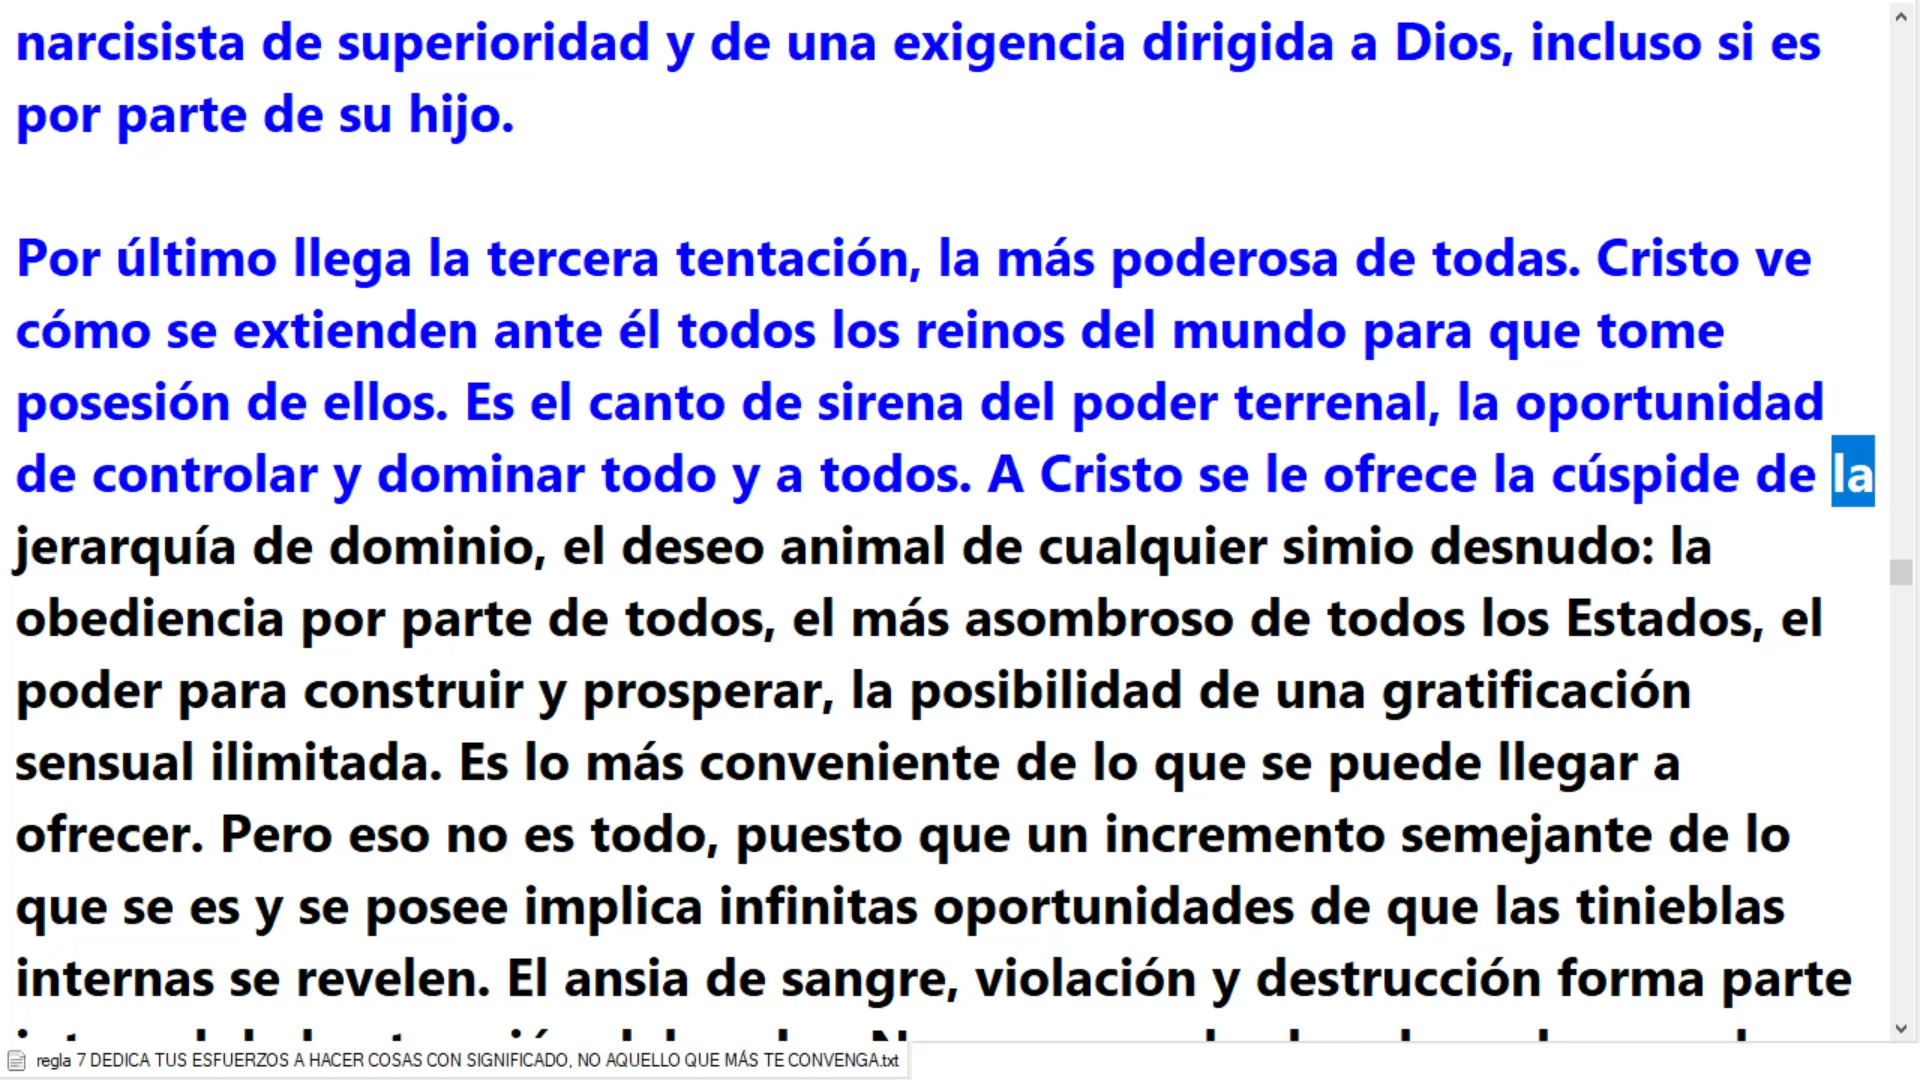 narcisista de superioridad y de una exigencia dirigida a Dios, incluso si es
por parte de su hijo.
Por último llega la tercera tentación, la más poderosa de todas. Cristo ve
cómo se extienden ante él todos los reinos del mundo para que tome
posesión de ellos. Es el canto de sirena del poder terrenal, la oportunidad
de controlar y dominar todo y a todos. A Cristo se le ofrece la cúspide de la
jerarquía de dominio, el deseo animal de cualquier simio desnudo: la
obediencia por parte de todos, el más asombroso de todos los Estados, el
poder para construir y prosperar, la posibilidad de una gratificación
sensual ilimitada. Es lo más conveniente de lo que se puede llegar a
ofrecer. Pero eso no es todo, puesto que un incremento semejante de lo
que se es y se posee implica infinitas oportunidades de que las tinieblas
internas se revelen. El ansia de sangre, violación y destrucción forma parte
regla 7 DEDICA TUS ESFUERZOS A HACER COSAS CON SIGNIFICADO, NO AQUELLO QUE MÁS TE CONVENGA.txt